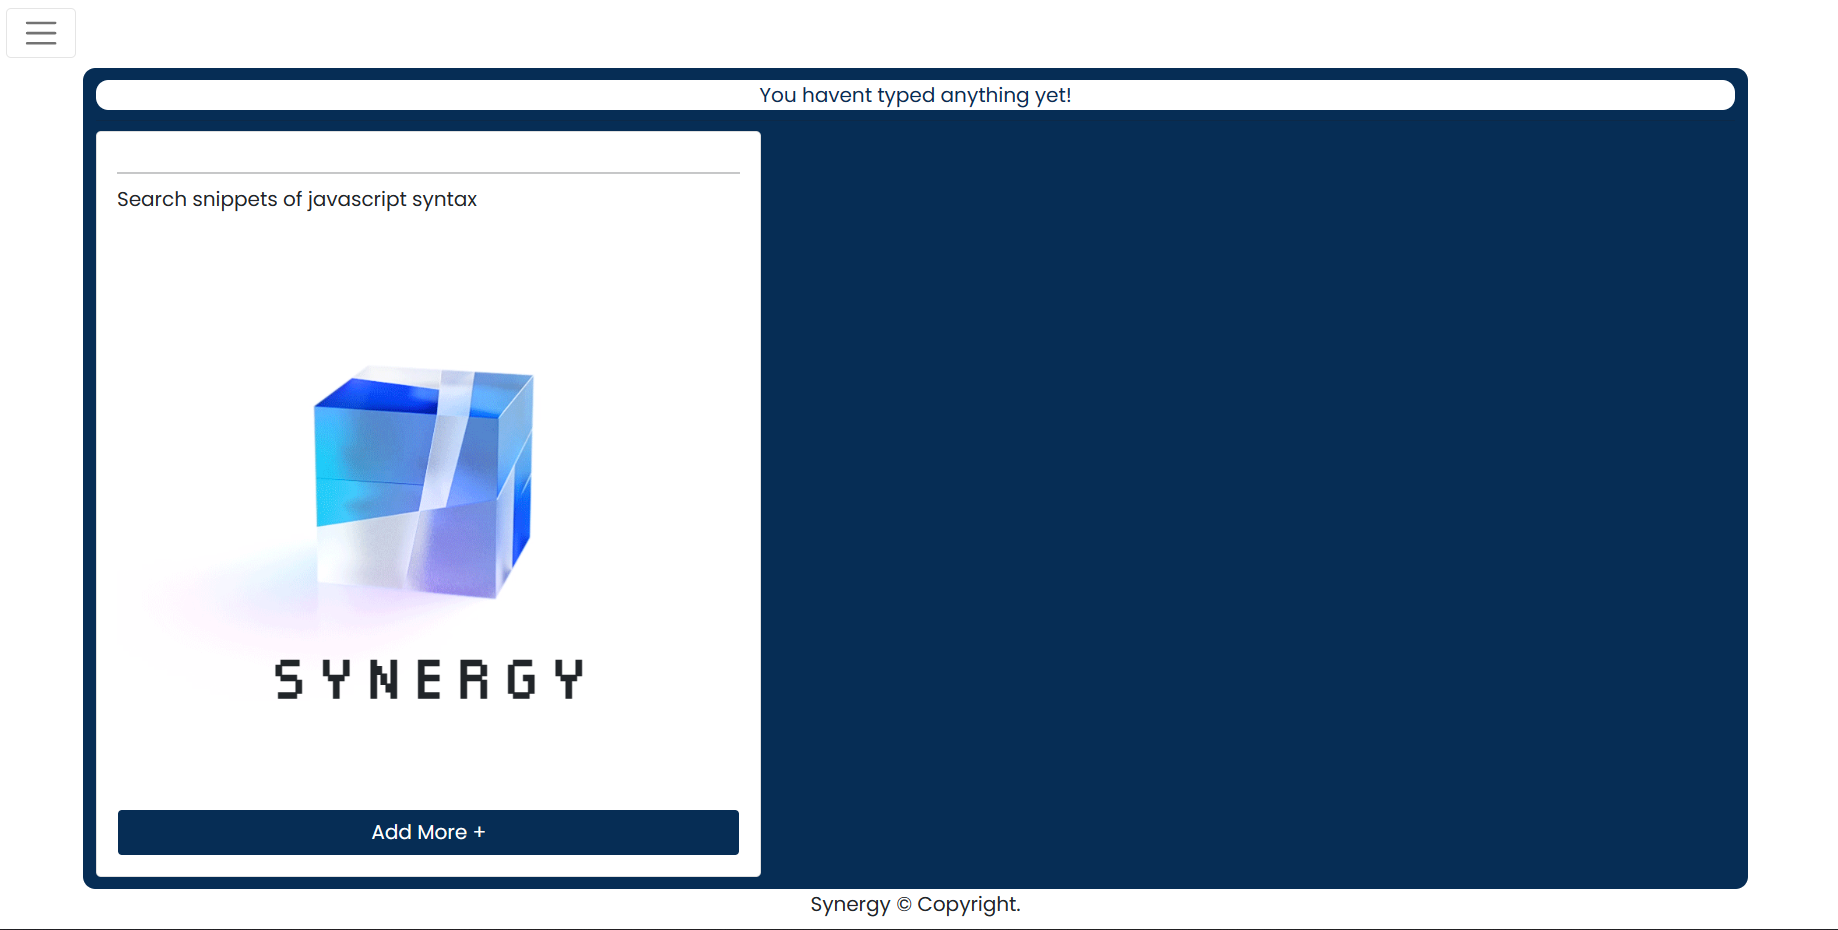 You havent typed anything yet!
Search snippets of javascript syntax
SYNERGY
Add More +
Synergy © Copyright.